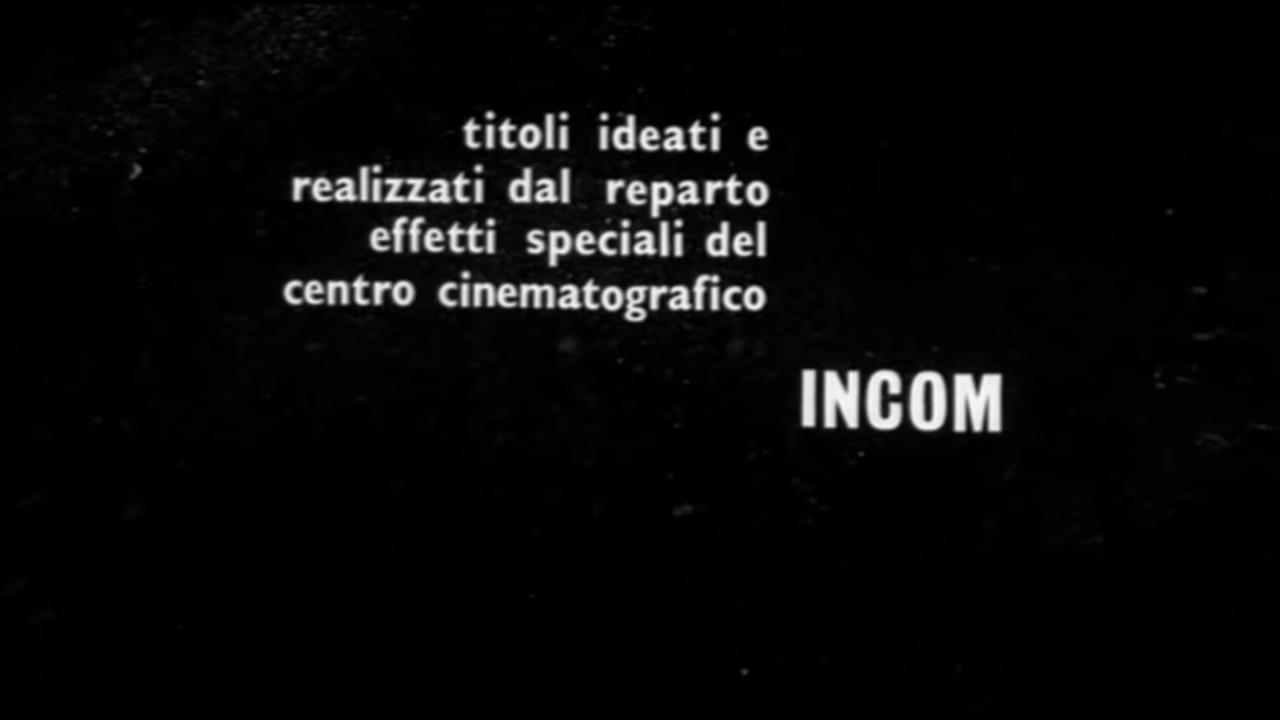 titoli ideati e
realizzati dal reparto
effetti speciali del
centro cinematografico
INCOM